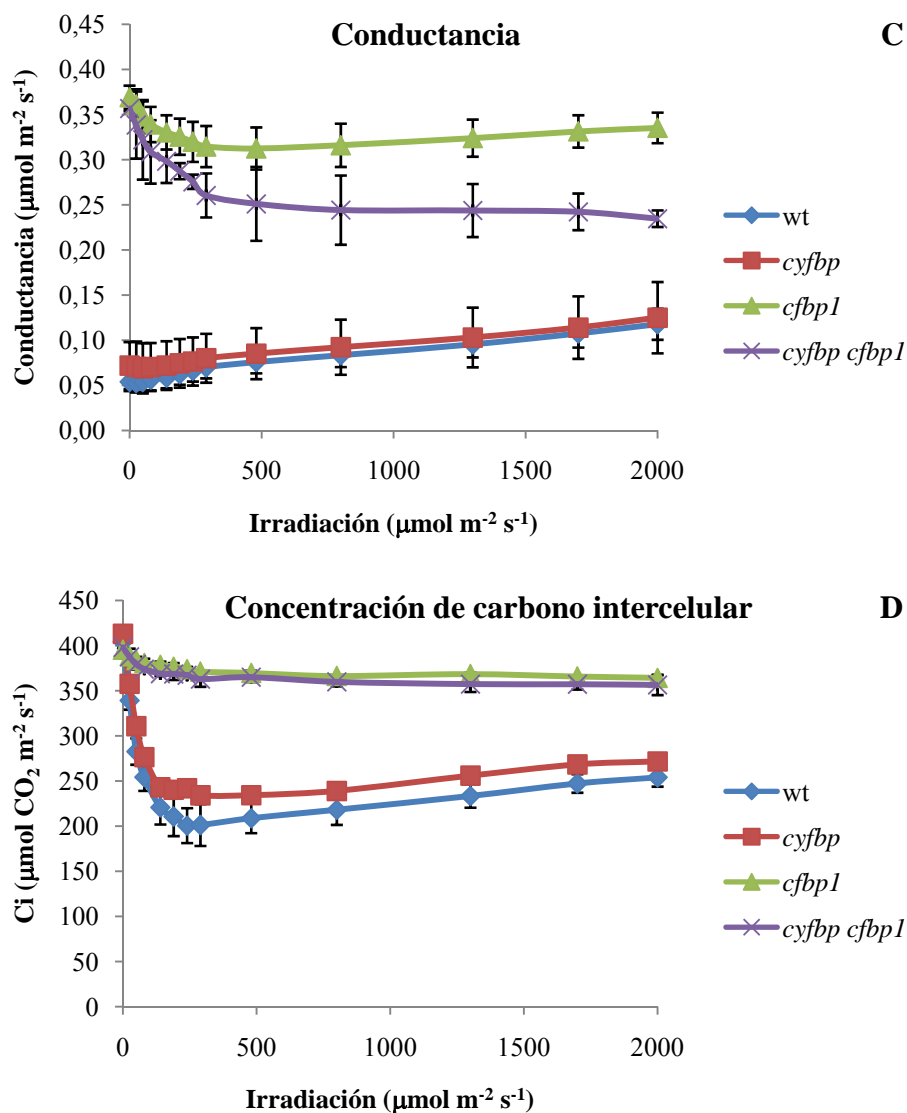 Conductancia
C
0,45
0,40
0,35
0,30
0,25
0,20
0,15
0,10
0,05
0,00
Conductancia (μmol m-2 s-1)
0 500 1000 1500 2000
Irradiación (μmol m-2 s-1)
wt
cyfbp
cfbp1
cyfbp cfbp1
Concentración de carbono intercelular
D
450
400
350
300
250
200
150
100
50
0
Ci (μmol CO2 m-2 s-1)
0 500 1000 1500 2000
Irradiación (μmol m-2 s-1)
wt
cyfbp
cfbp1
cyfbp cfbp1